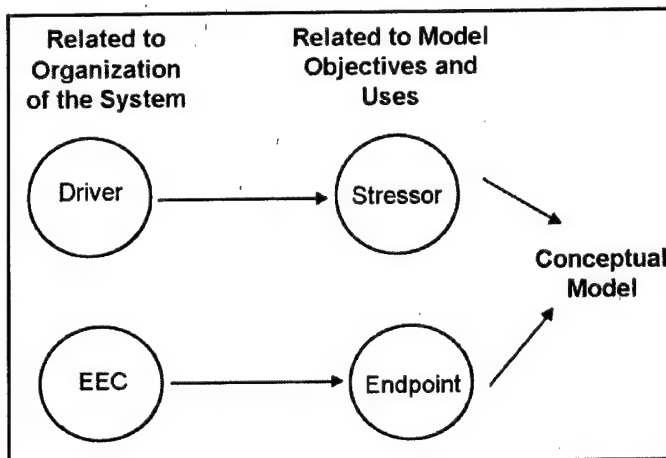 Related to
Organization
of the System
Related to Model
Objectives and
Uses
Driver
Stressor
Conceptual
Model
EEC
Endpoint